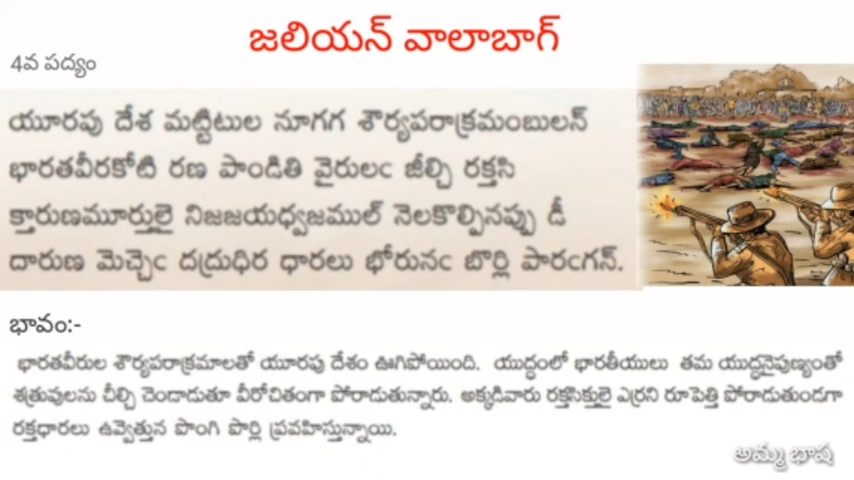 జలియన్ వాలాబాగ్
4వ పద్యం
యూరపు దేశ మట్టిటుల నూగగ శౌర్యపరాక్రమంబులన్
భారతవీరకోటి రణ పాండితి వైరులఁ జీల్చి రక్తసి
క్తారుణమూర్తులై నిజజయధ్వజముల్ నెలకొల్పినప్పు డీ
దారుణ మెచ్చెఁ దద్రుధిర ధారలు భోరునఁ బొర్లి పారఁగన్.
భావం:-
భారతవీరుల శౌర్యపరాక్రమాలతో యూరపు దేశం ఊగిపోయింది. యుద్ధంలో భారతీయులు తమ యుద్ధనైపుణ్యంతో
శత్రువులను చీల్చి చెండాడుతూ వీరోచితంగా పోరాడుతున్నారు. అక్కడివారు రక్తసిక్తులై ఎర్రని రూపెత్తి పోరాడుతుండగా
రక్తధారలు ఉవ్వెత్తున పొంగి పొర్లి ప్రవహిస్తున్నాయి.
అమ్మ భాష